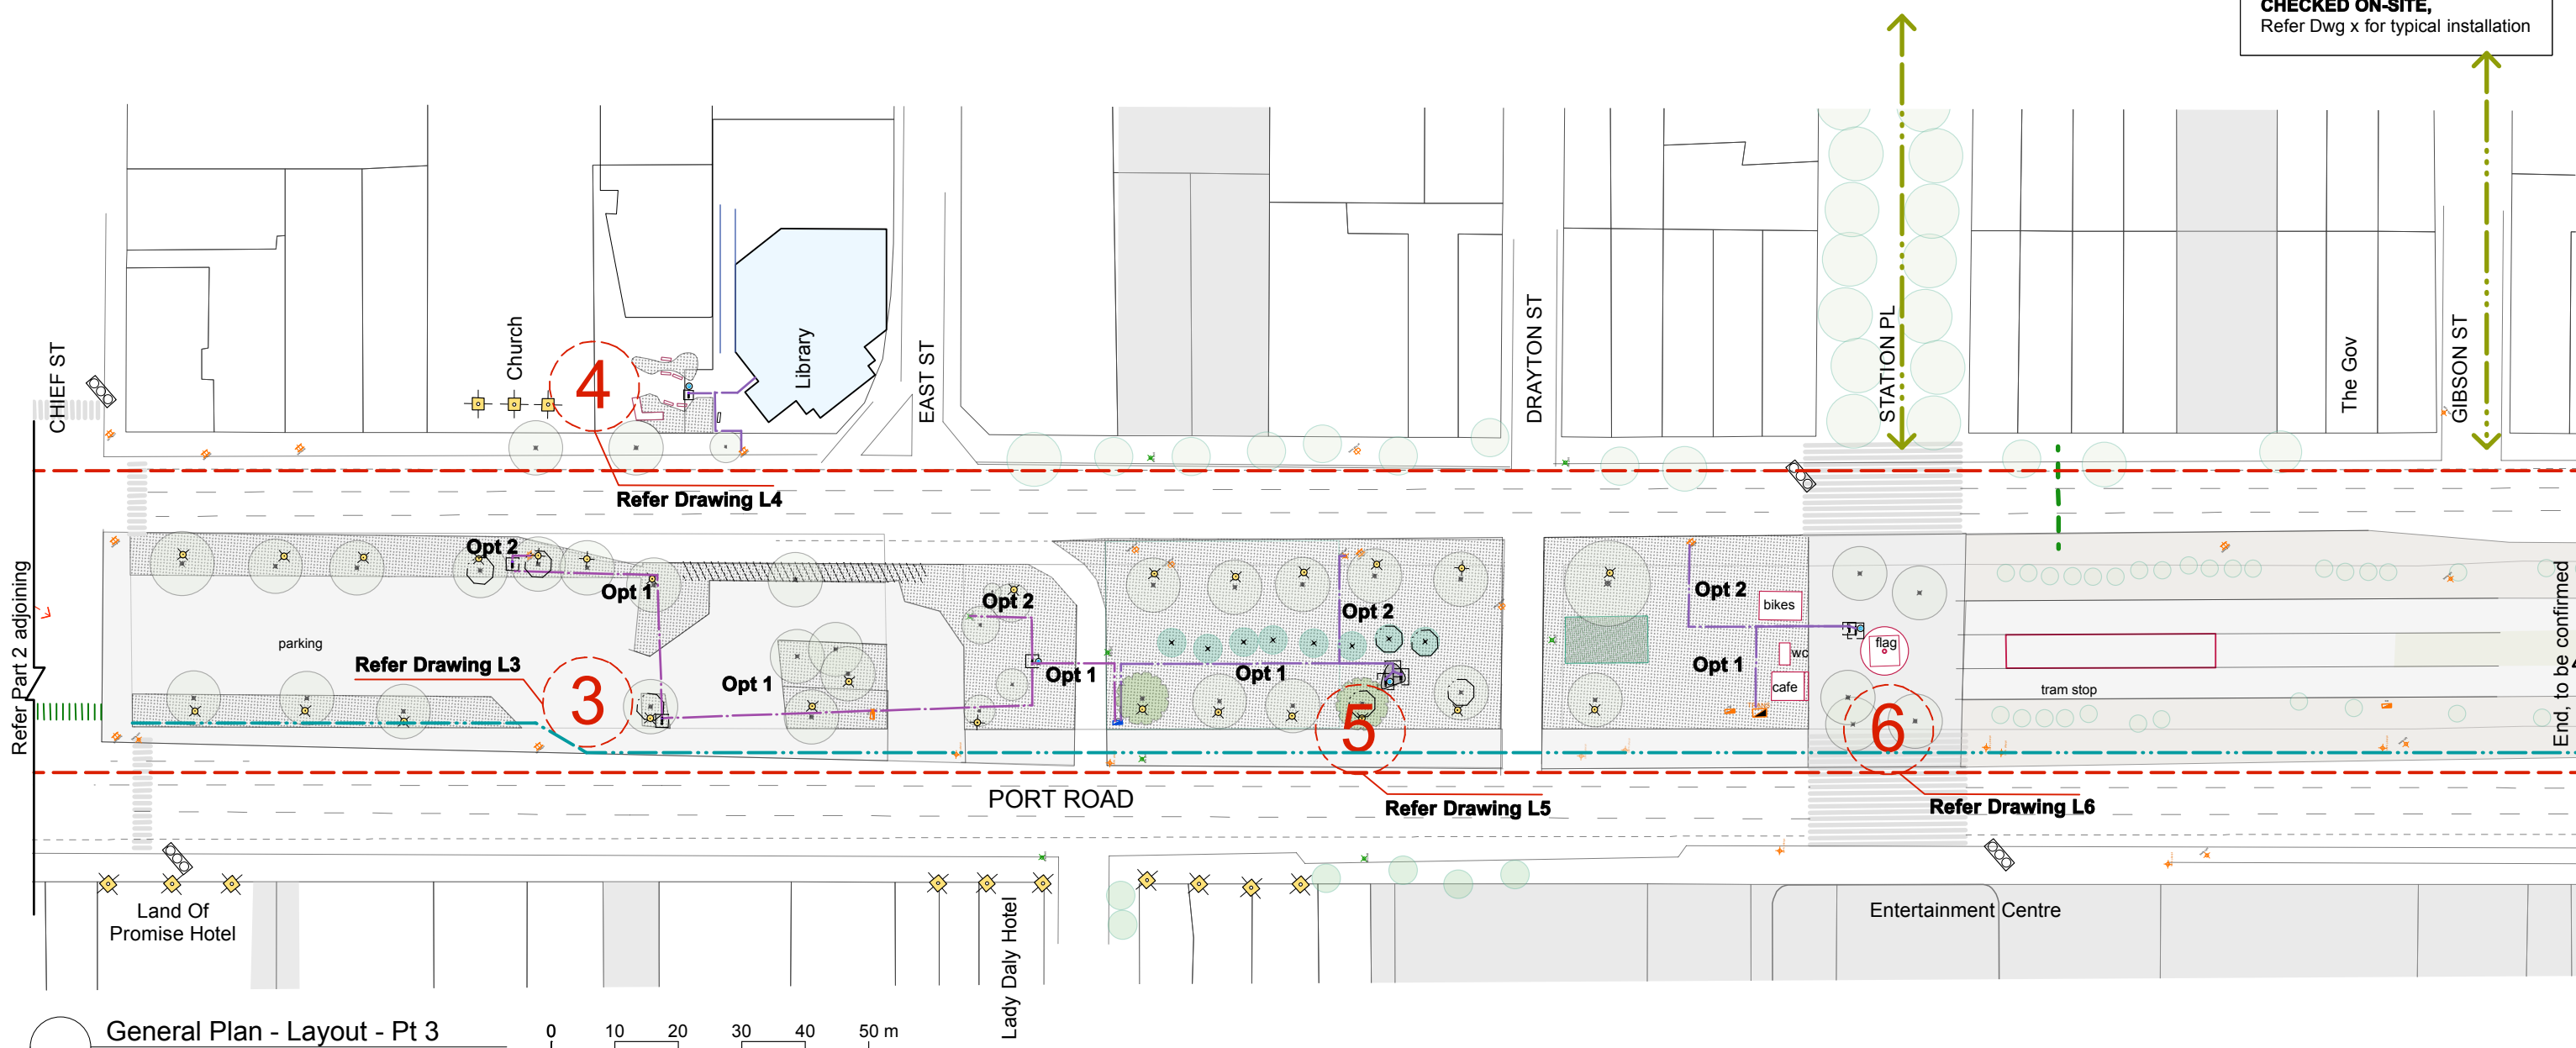 CHECKED ON-SITE,
Refer Dwg x for typical installation
CHIEF ST
Church
Library
EAST ST
DRAYTON ST
STATION PL
The Gov
GIBSON ST
4
Refer Drawing L4
Refer Part 2 adjoining
Opt 2
Opt 1
parking
Refer Drawing L3
3
Opt 1
Opt 2
Opt 1
Opt 2
Opt 1
5
Opt 2
Opt 1
bikes
wc
cafe
flag
6
tram stop
End, to be confirmed
PORT ROAD
Refer Drawing L5
Refer Drawing L6
Land Of
Promise Hotel
Lady Daly Hotel
Entertainment Centre
General Plan - Layout - Pt 3
0 10 20 30 40 50 m